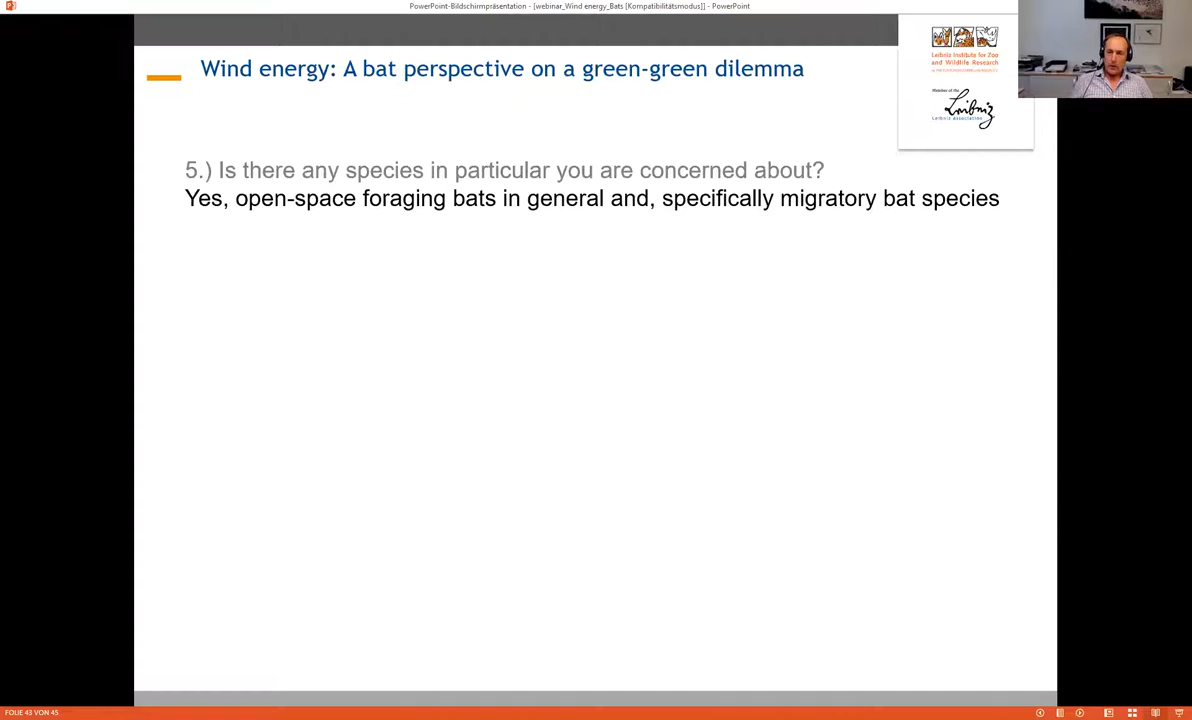 PowerPoint-Bildschirmpräsentation - [webinar_Wind energy_Bats [Kompatibilitätsmodus]] - PowerPoint
Wind energy: A bat perspective on a green-green dilemma
Leibniz Institute for Zoo
and Wildlife Research
Member of the
Leibniz
Leibniz Association
5.) Is there any species in particular you are concerned about?
Yes, open-space foraging bats in general and, specifically migratory bat species
FOLIE 43 VON 45